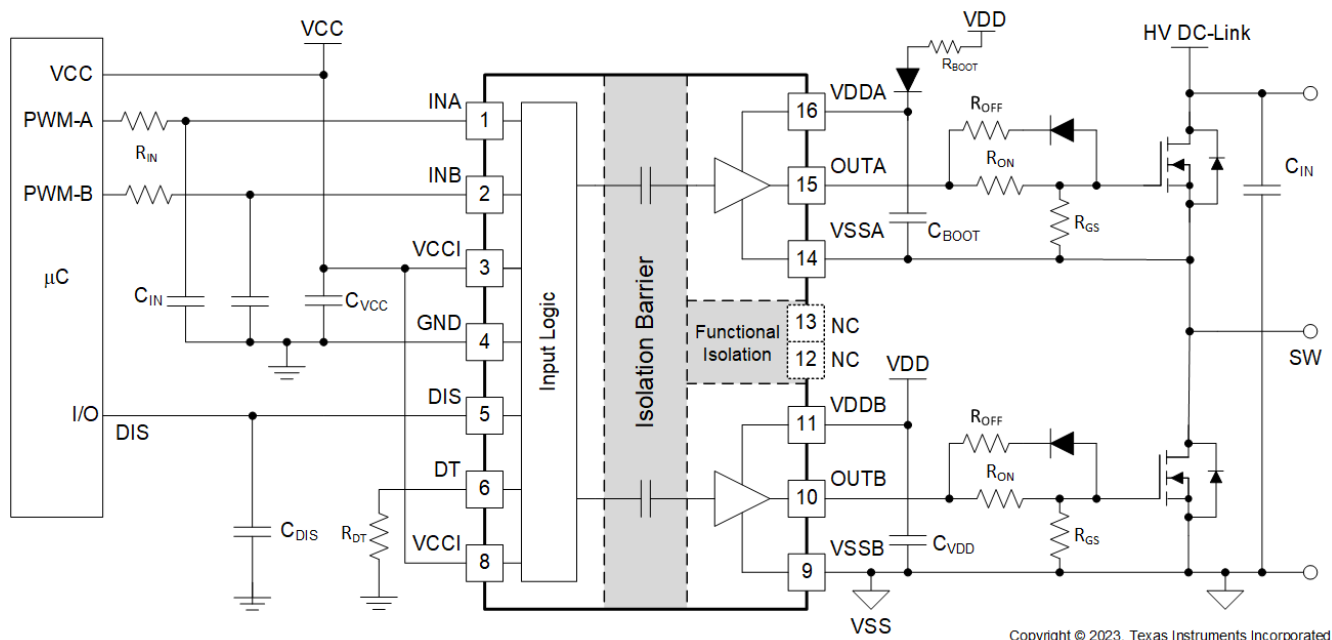 VCC
VDD
HV DC-Link
VCC
R_BOOT
PWM-A
R_IN
INA
1
16
VDDA
R_OFF
PWM-B
INB
2
15
OUTA
R_ON
C_IN
VCCI
3
14
VSSA
C_BOOT
R_GS
μC
C_IN
C_VCC
GND
4
Input Logic
Isolation Barrier
Functional
Isolation
13
NC
12
NC
SW
VDD
I/O
DIS
DIS
5
11
VDDB
R_OFF
DT
6
10
OUTB
R_ON
C_DIS
R_DT
VCCI
8
9
VSSB
C_VDD
R_GS
VSS
Copyright © 2023, Texas Instruments Incorporated